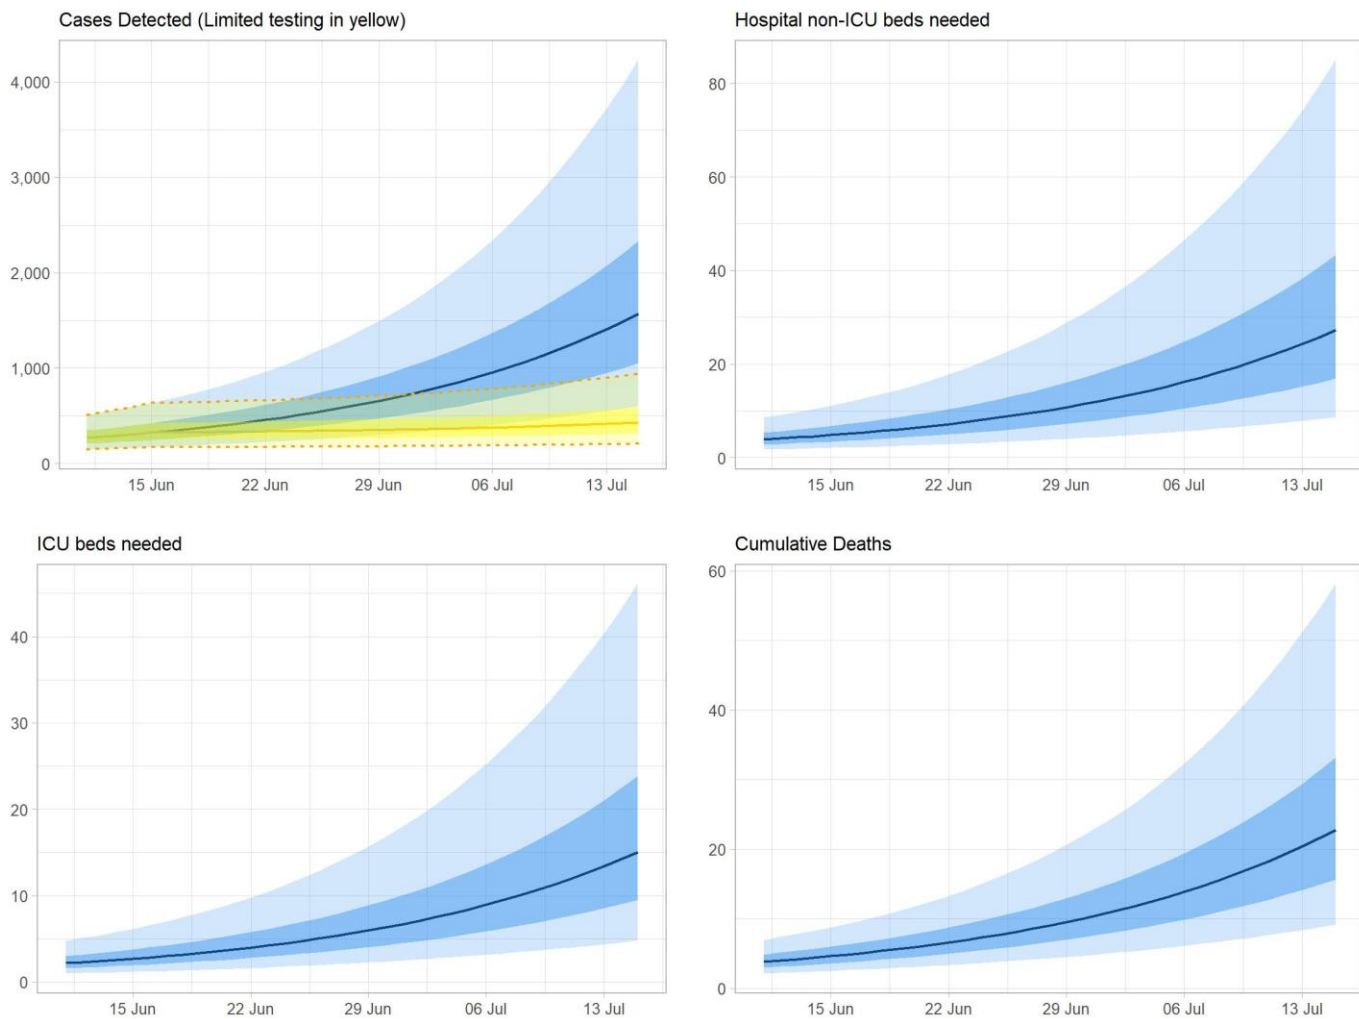 Cases Detected (Limited testing in yellow)
4,000
3,000
2,000
1,000
0
15 Jun 22 Jun 29 Jun 06 Jul 13 Jul
Hospital non-ICU beds needed
80
60
40
20
0
15 Jun 22 Jun 29 Jun 06 Jul 13 Jul
ICU beds needed
40
30
20
10
0
15 Jun 22 Jun 29 Jun 06 Jul 13 Jul
Cumulative Deaths
60
40
20
0
15 Jun 22 Jun 29 Jun 06 Jul 13 Jul